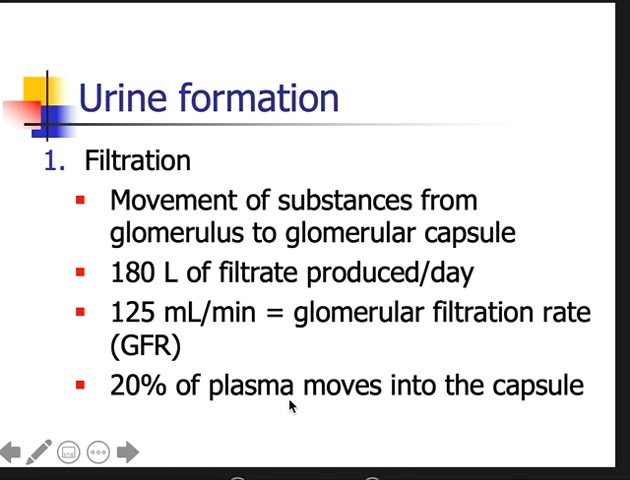 Urine formation
1. Filtration
▪ Movement of substances from
glomerulus to glomerular capsule
▪ 180 L of filtrate produced/day
▪ 125 mL/min = glomerular filtration rate
(GFR)
▪ 20% of plasma moves into the capsule